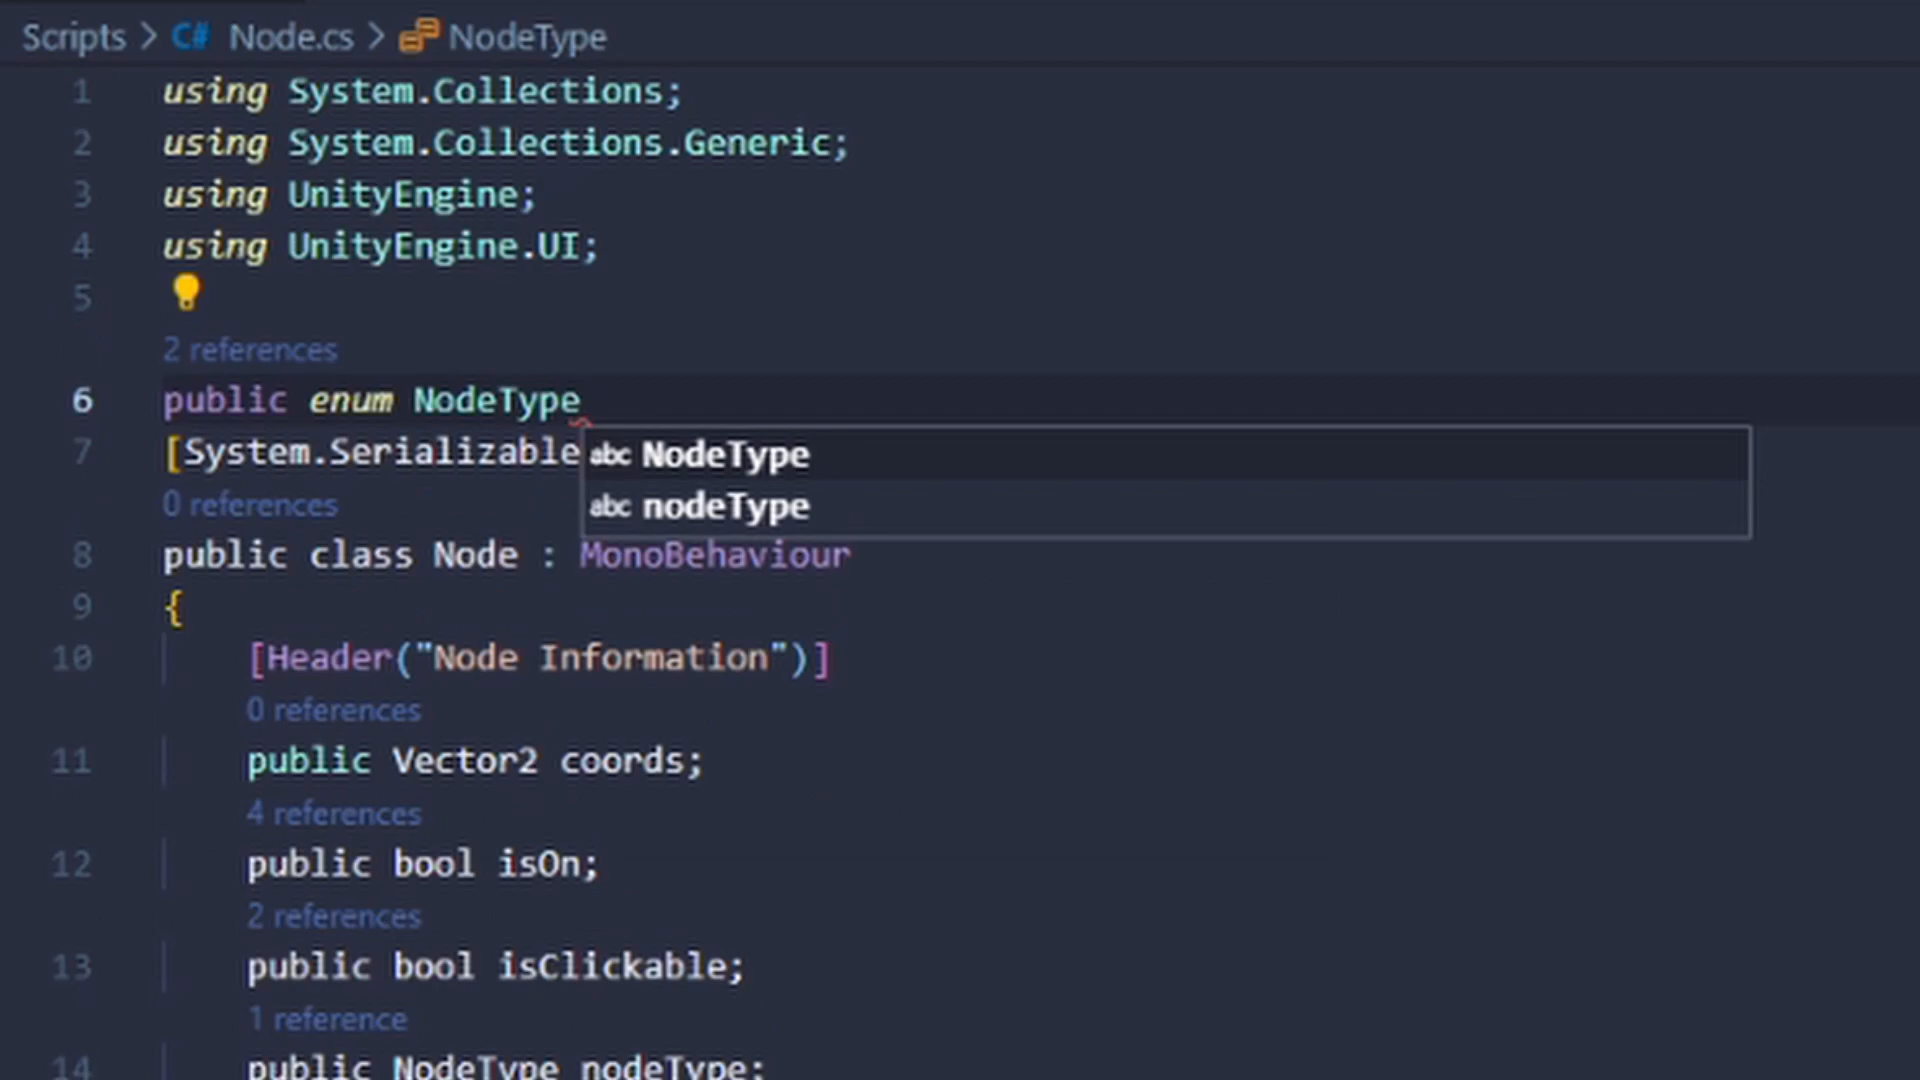 Scripts > C# Node.cs > NodeType
1 using System.Collections;
2 using System.Collections.Generic;
3 using UnityEngine;
4 using UnityEngine.UI;
5
2 references
6 public enum NodeType
7 [System.Serializable
abc NodeType
abc nodeType
0 references
8 public class Node : MonoBehaviour
9 {
10 [Header("Node Information")]
0 references
11 public Vector2 coords;
4 references
12 public bool isOn;
2 references
13 public bool isClickable;
1 reference
14 public NodeType nodeType;